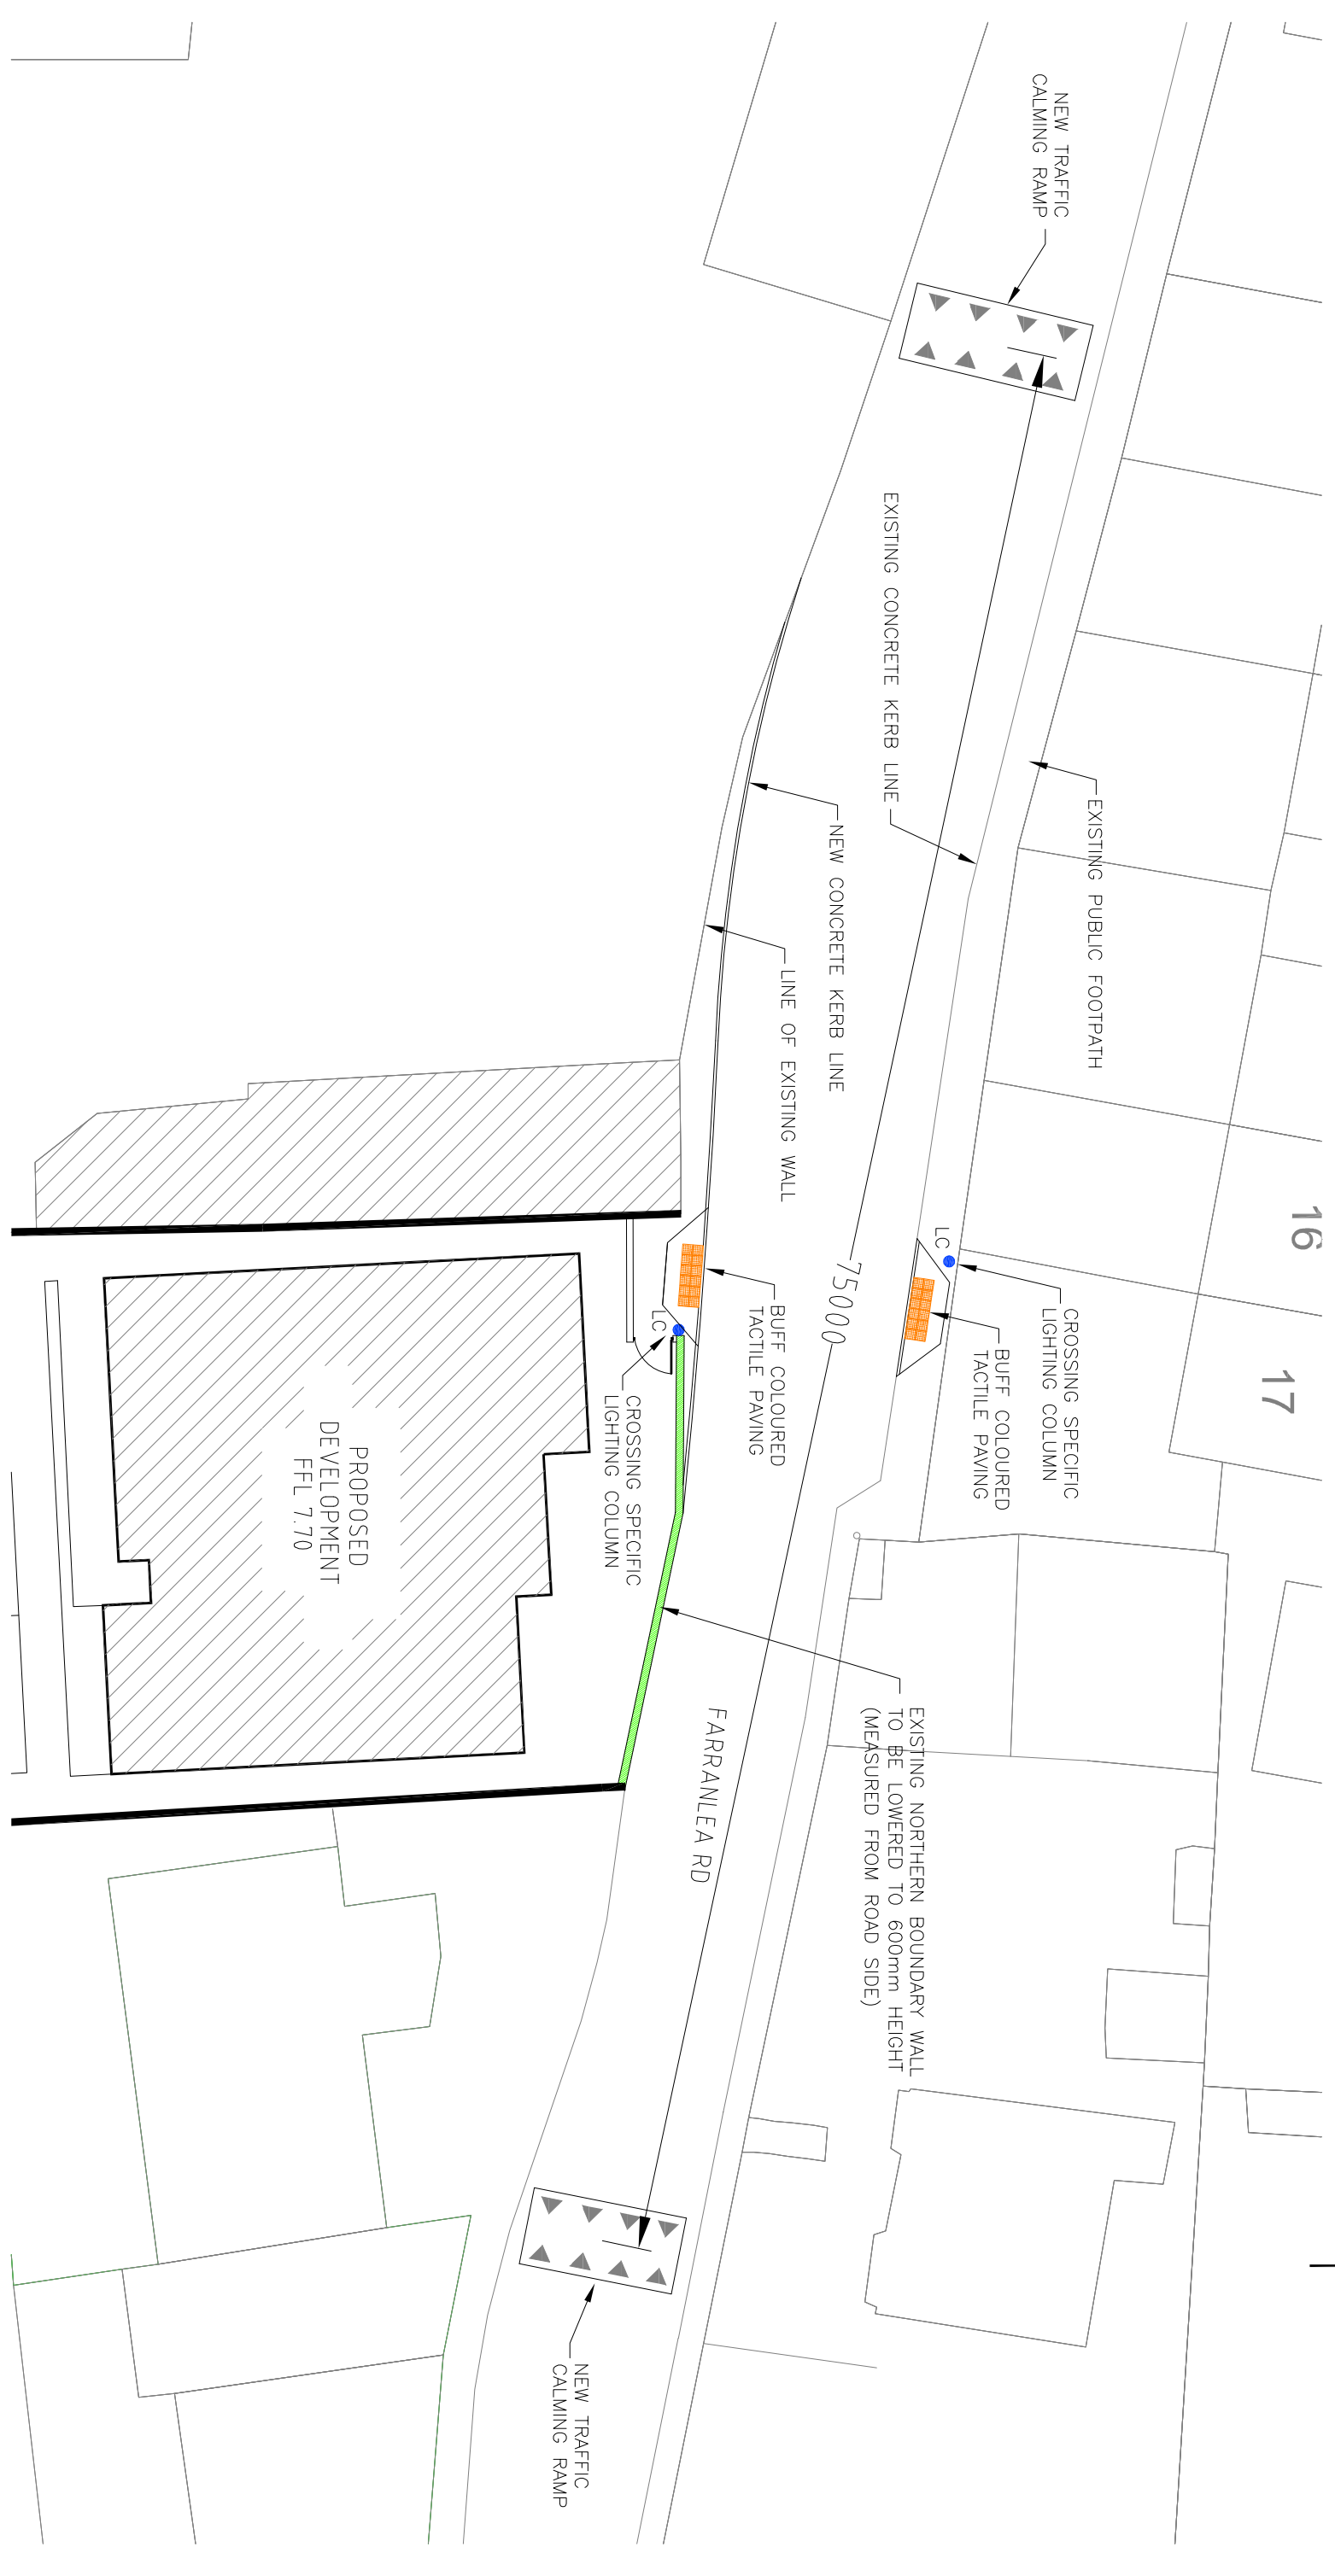 NEW TRAFFIC
CALMING RAMP
EXISTING CONCRETE KERB LINE
EXISTING PUBLIC FOOTPATH
NEW CONCRETE KERB LINE
LINE OF EXISTING WALL
16
17
LC
CROSSING SPECIFIC
LIGHTING COLUMN
BUFF COLOURED
TACTILE PAVING
75000
BUFF COLOURED
TACTILE PAVING
LC
CROSSING SPECIFIC
LIGHTING COLUMN
PROPOSED
DEVELOPMENT
FFL 7.70
FARRANLEA RD
EXISTING NORTHERN BOUNDARY WALL
TO BE LOWERED TO 600mm HEIGHT
(MEASURED FROM ROAD SIDE)
NEW TRAFFIC
CALMING RAMP